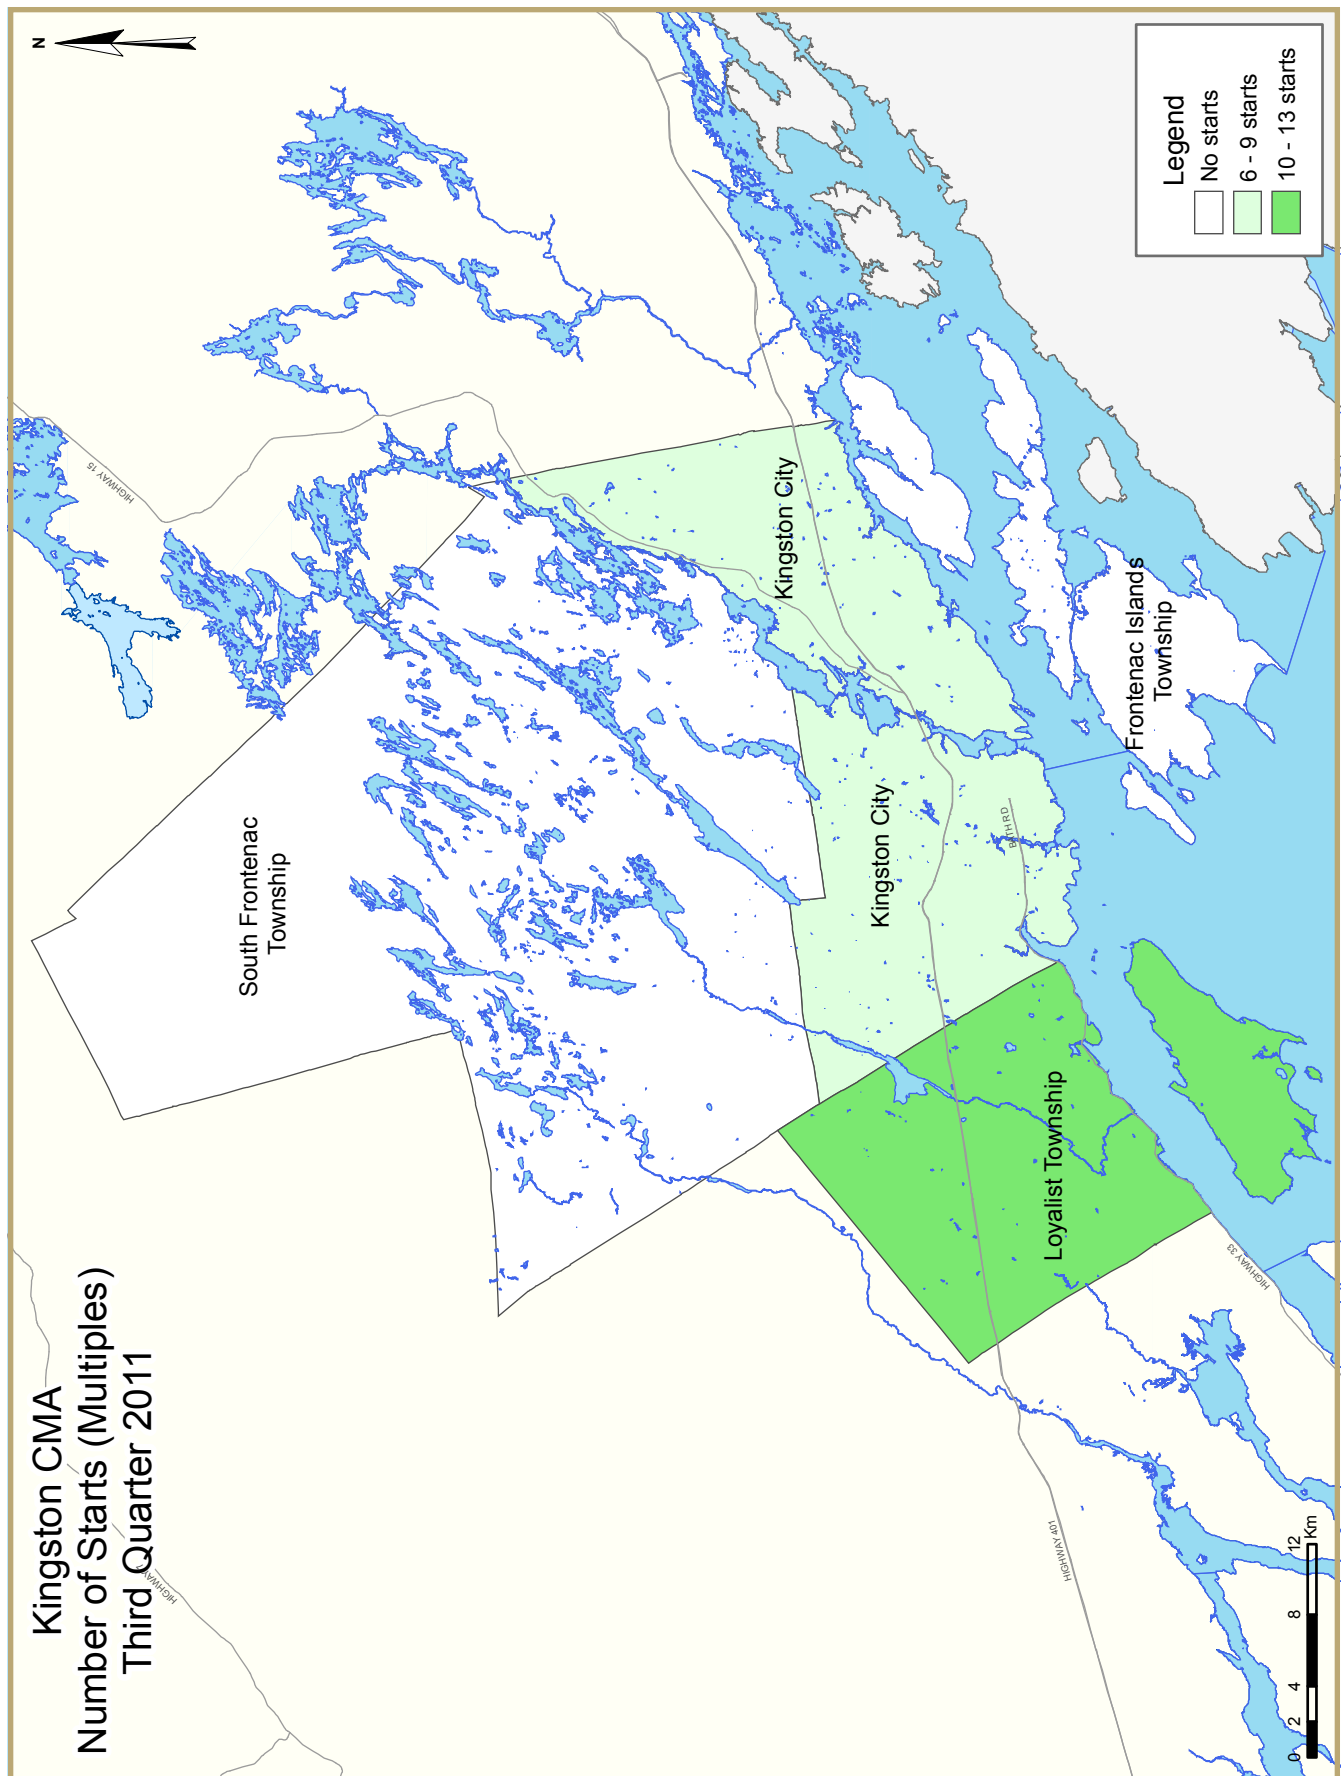 Kingston CMA
Number of Starts (Multiples)
Third Quarter 2011
N
HIGHWAY 15
HIGHWAY
South Frontenac
Township
Kingston City
Kingston City
BATH RD
Loyalist Township
Frontenac Islands
Township
HIGHWAY 33
HIGHWAY 401
Legend
No starts
6 - 9 starts
10 - 13 starts
0 2 4 8 12
Km